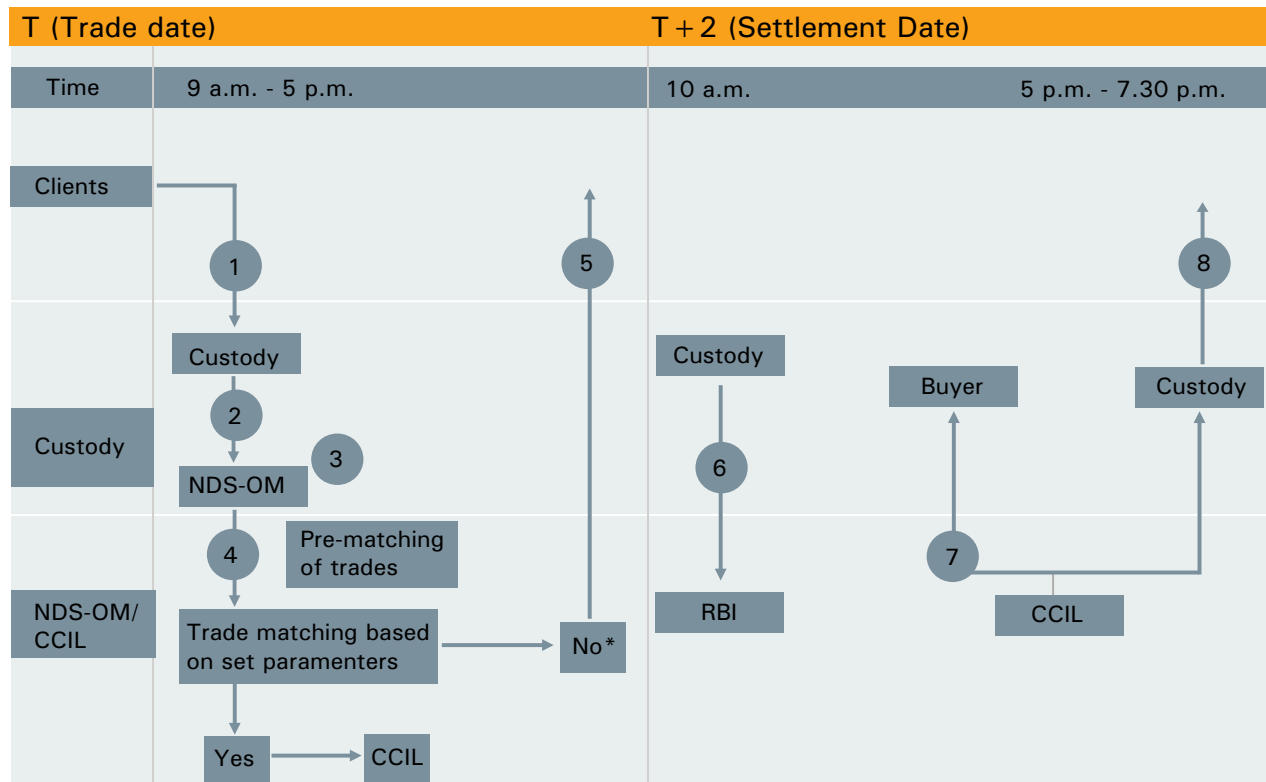 T (Trade date)
T+2 (Settlement Date)
Time
9 a.m. - 5 p.m.
10 a.m.
5 p.m. - 7.30 p.m.
Clients
1
5
8
Custody
Custody
Buyer
Custody
2
Custody
3
6
NDS-OM
4
Pre-matching
of trades
7
NDS-OM/
CCIL
Trade matching based
on set paramenters
No*
RBI
CCIL
Yes
CCIL